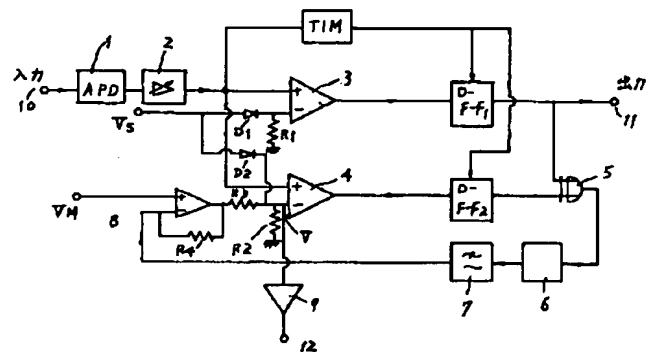 TIM
1
2
3
入力
APD
D-
F-F1
出力
10
11
VS
D1
R1
D2
4
5
D-
F-F2
VM
8
R3
R4
R2
V
7
6
9
12